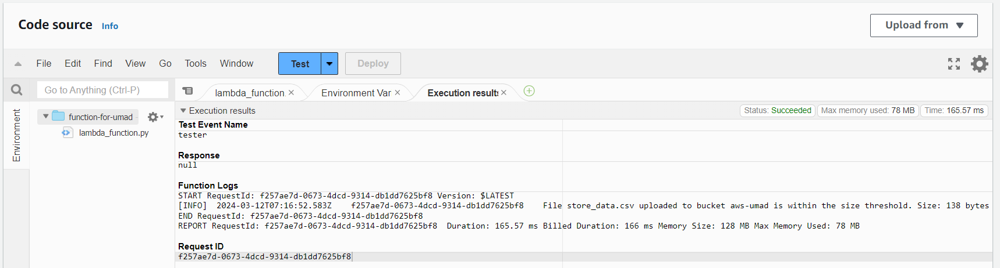 Code source Info
Upload from
File Edit Find View Go Tools Window Test Deploy
Go to Anything (Ctrl-P)
lambda_function. Environment Var Execution results
Environment
function-for-umad
lambda_function.py
Execution results Status: Succeeded Max memory used: 78 MB Time: 165.57 ms
Test Event Name
tester
Response
null
Function Logs
START RequestId: f257ae7d-0673-4dcd-9314-db1dd7625bf8 Version: $LATEST
[INFO] 2024-03-12T07:16:52.583Z f257ae7d-0673-4dcd-9314-db1dd7625bf8 File store_data.csv uploaded to bucket aws-umad is within the size threshold. Size: 138 bytes
END RequestId: f257ae7d-0673-4dcd-9314-db1dd7625bf8
REPORT RequestId: f257ae7d-0673-4dcd-9314-db1dd7625bf8 Duration: 165.57 ms Billed Duration: 166 ms Memory Size: 128 MB Max Memory Used: 78 MB
Request ID
f257ae7d-0673-4dcd-9314-db1dd7625bf8